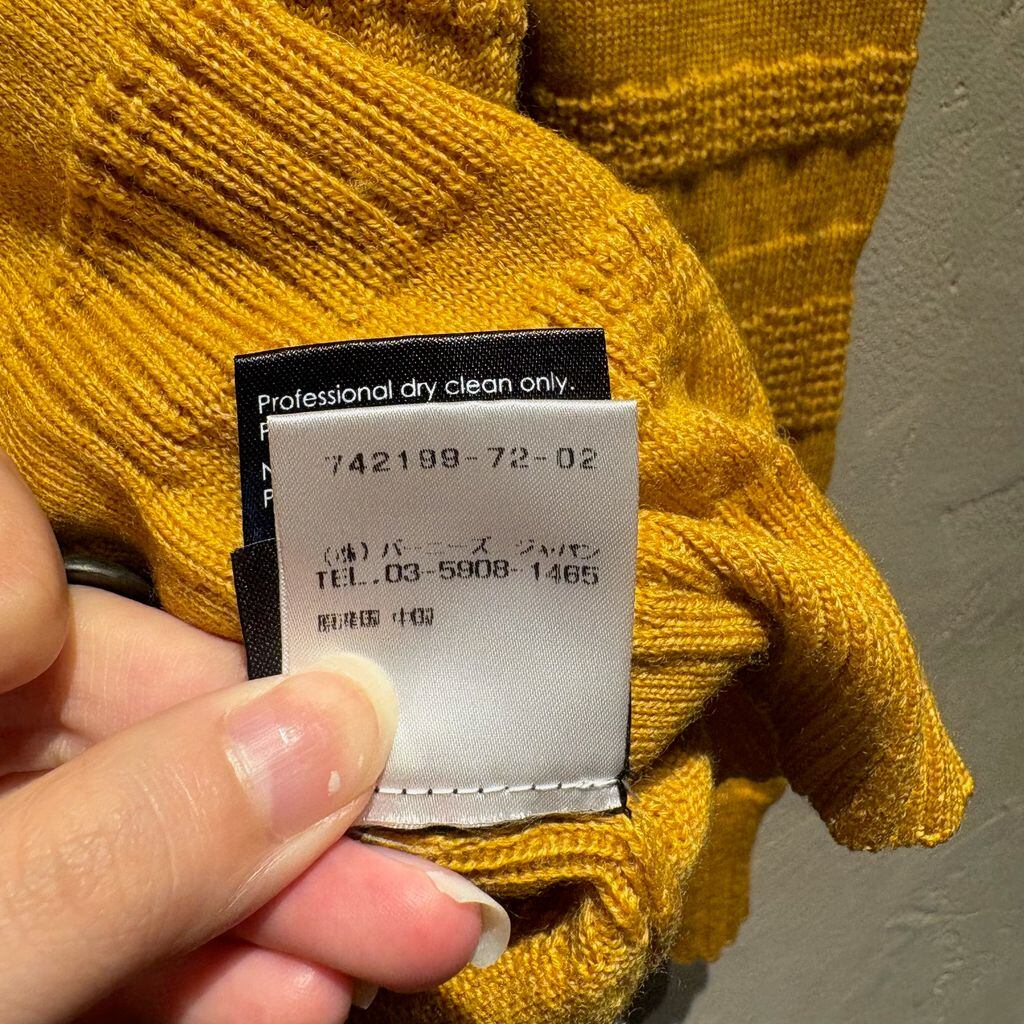 Professional dry clean only.
742199-72-02
(株) バーニーズ ジャパン
TEL.03-5908-1465
原産国 中国